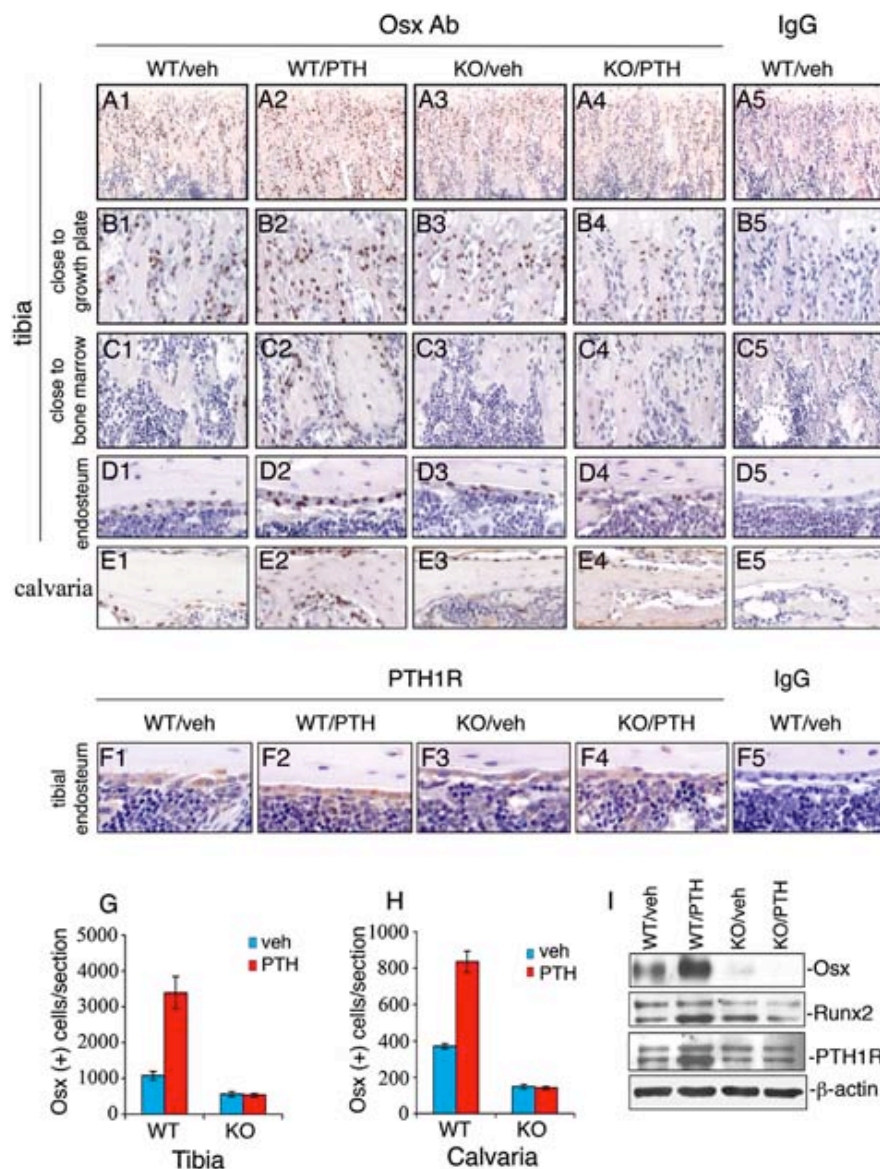 Osx Ab IgG
WT/veh WT/PTH KO/veh KO/PTH WT/veh
A1 A2 A3 A4 A5
B1 B2 B3 B4 B5
C1 C2 C3 C4 C5
D1 D2 D3 D4 D5
E1 E2 E3 E4 E5
tibia
close to
growth plate
close to
bone marrow
endosteum
calvaria
PTH1R IgG
WT/veh WT/PTH KO/veh KO/PTH WT/veh
F1 F2 F3 F4 F5
tibial
endosteum
G
Osx (+) cells/section
5000
4000
3000
2000
1000
0
veh
PTH
WT KO
Tibia
H
Osx (+) cells/section
1000
800
600
400
200
0
veh
PTH
WT KO
Calvaria
I
WT/veh
WT/PTH
KO/veh
KO/PTH
-Osx
-Runx2
-PTH1R
-β-actin